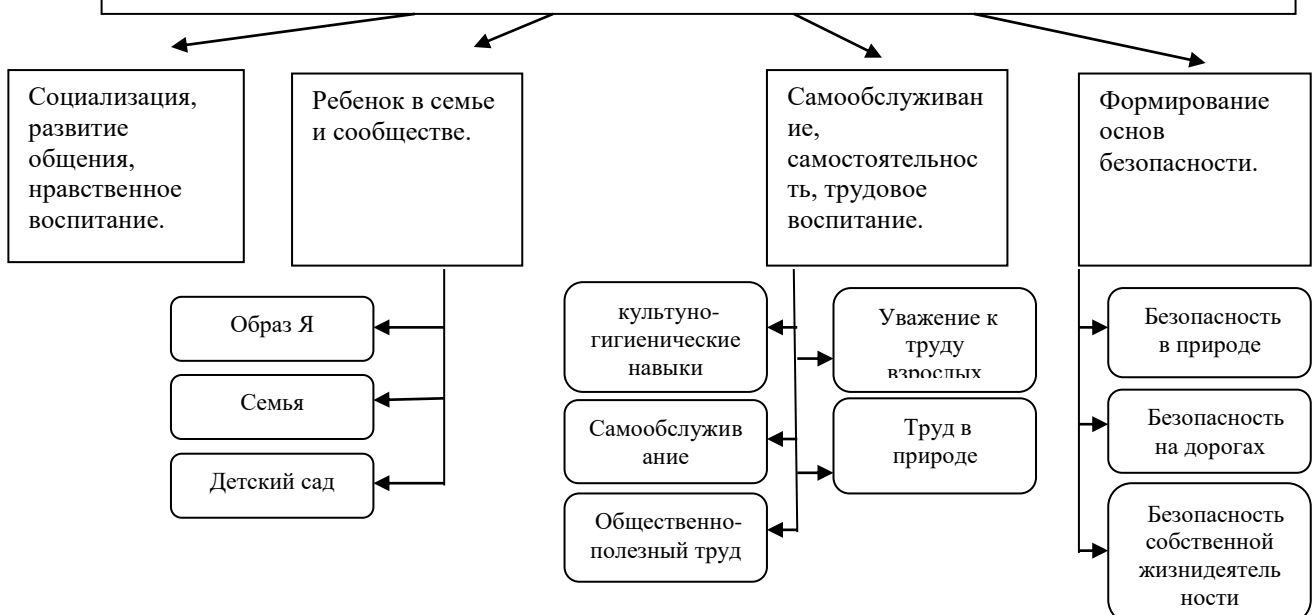 Социализация,
развитие
общения,
нравственное
воспитание.
Ребенок в семье
и сообществе.
Самообслуживан
ие,
самостоятельнос
ть, трудовое
воспитание.
Формирование
основ
безопасности.
Образ Я
Семья
Детский сад
культуно-
гигиенические
навыки
Самообслужив
ание
Общественно-
полезный труд
Уважение к
труду
взрослых
Труд в
природе
Безопасность
в природе
Безопасность
на дорогах
Безопасность
собственной
жизнидеятель
ности